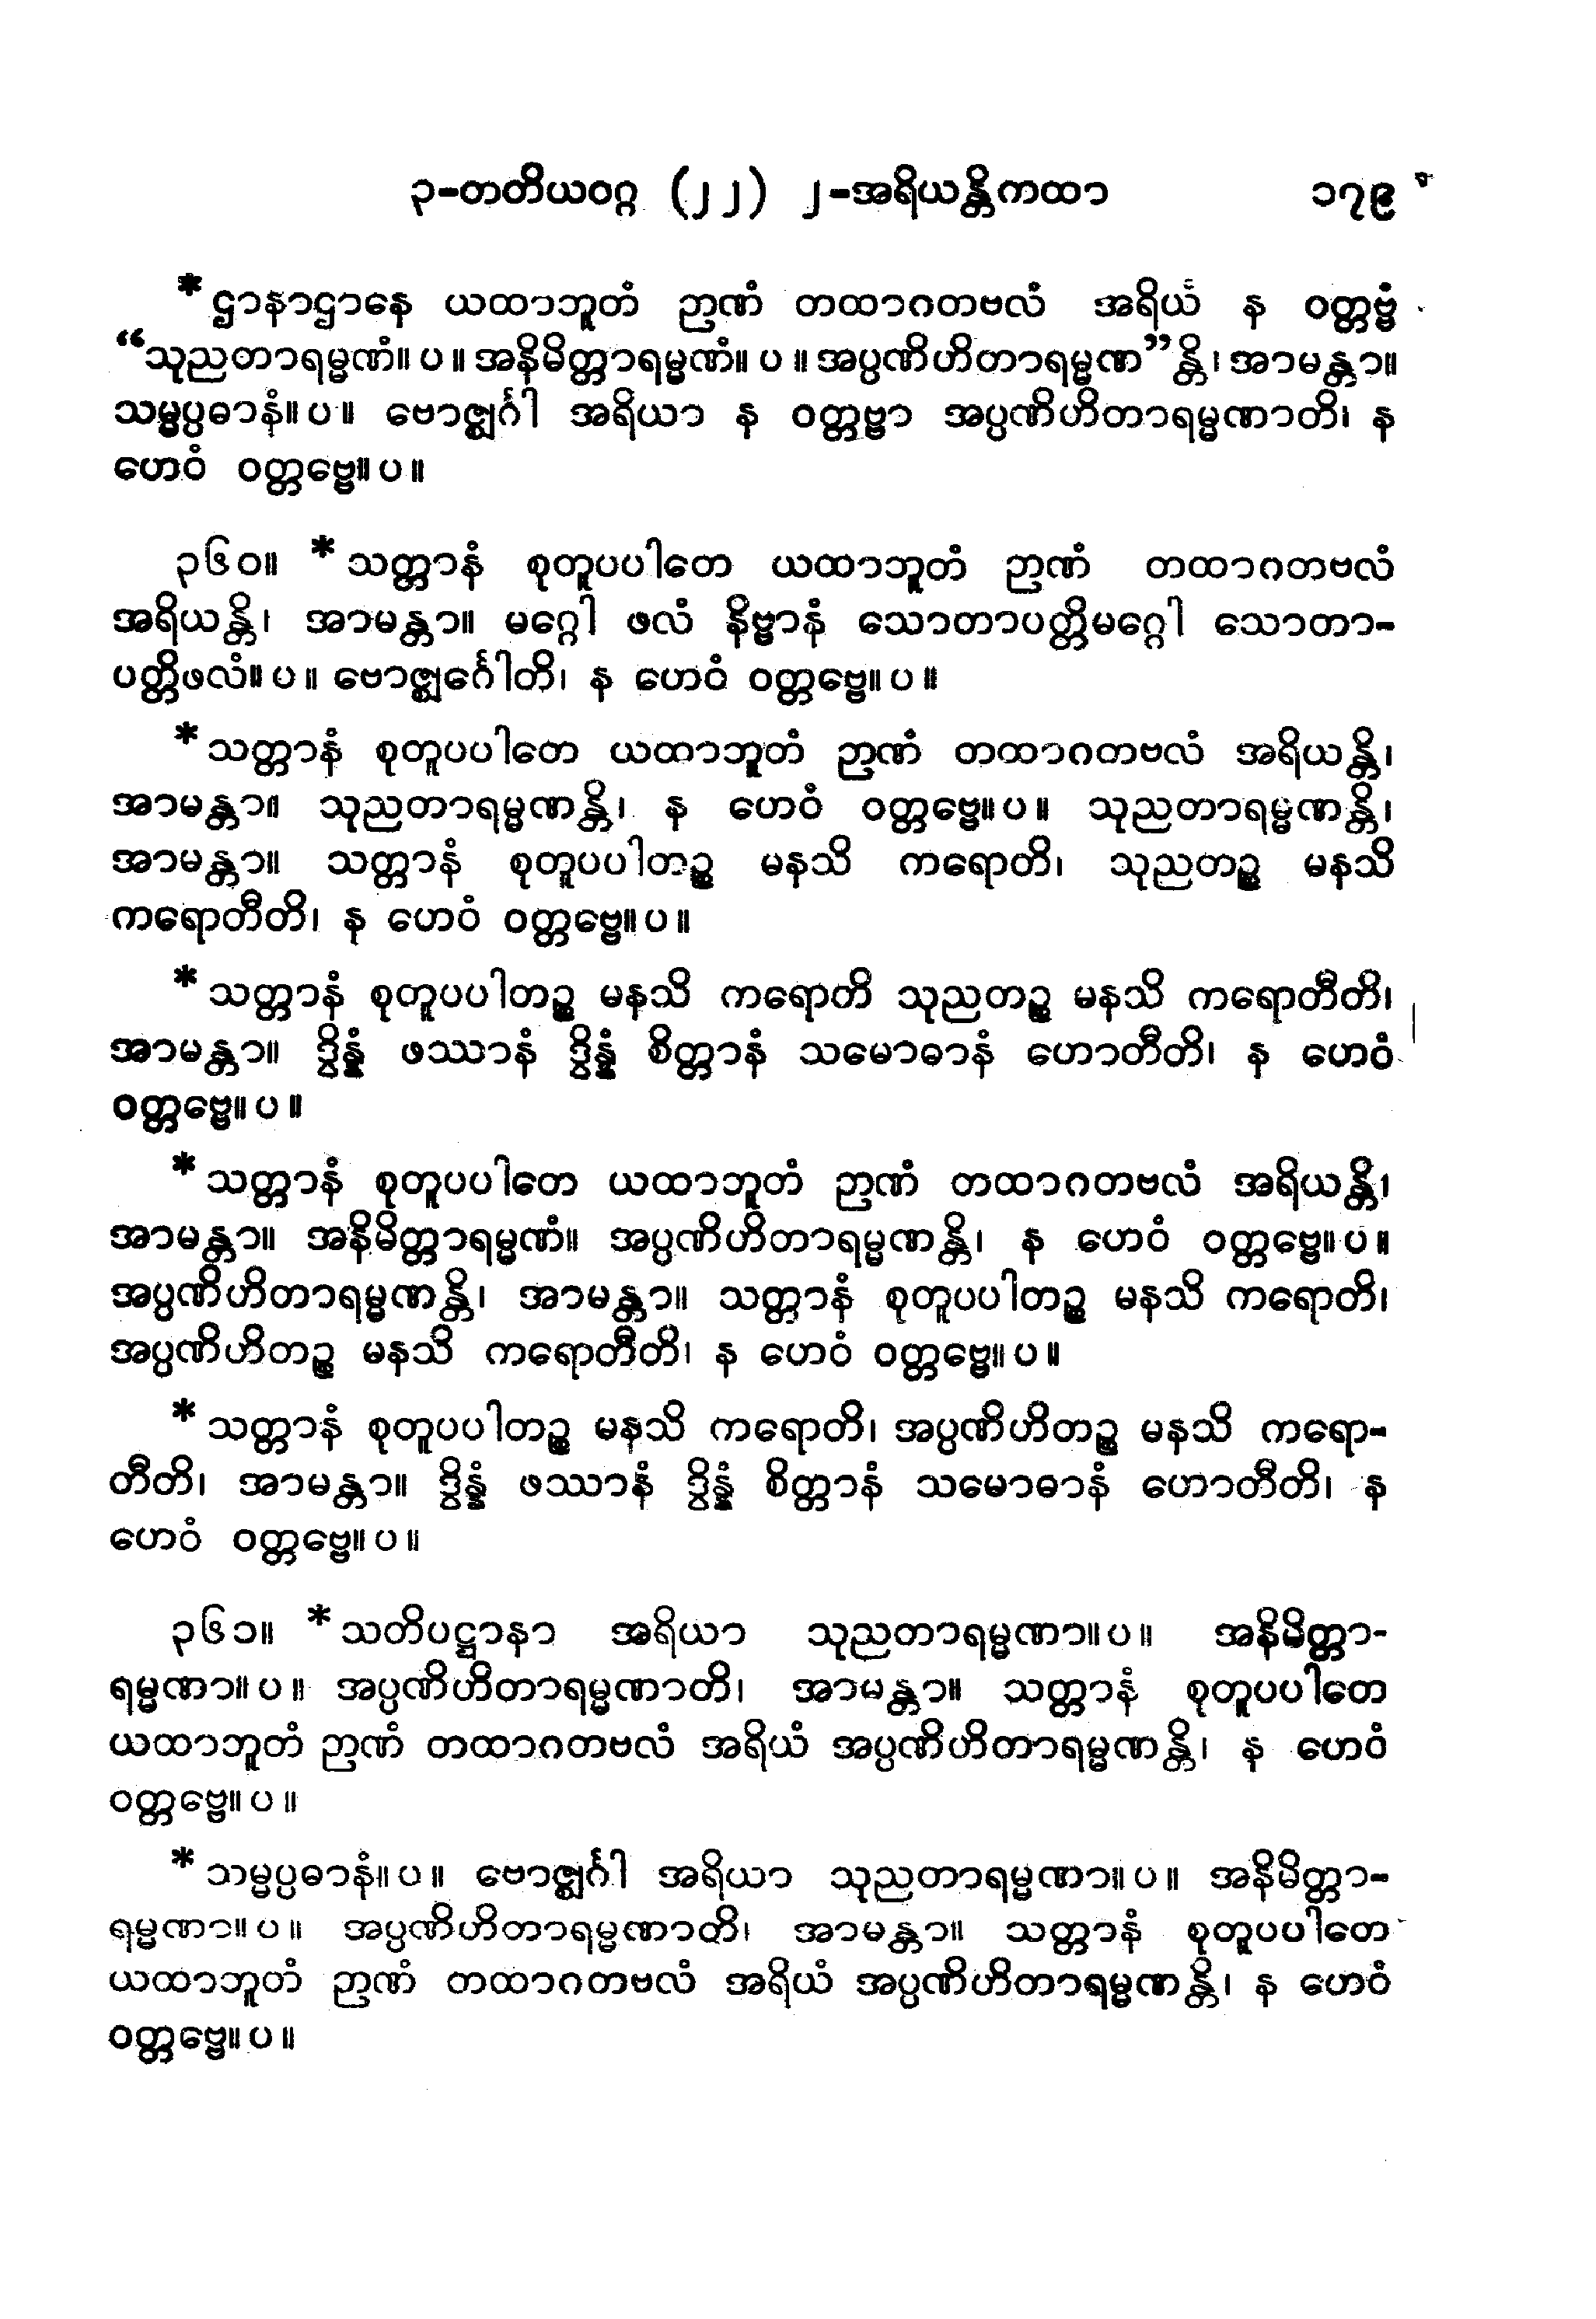 ၃-တတိယဝဂ္ဂ (၂၂) ၂-အရိယန္တိကထာ ၁၇၉
*ဌာနာဌာနေ ယထာဘူတံ ဉာဏံ တထာဂတဗလံ အရိယံ န ဝတ္တဗ္ဗံ
“သုညတာရမ္မဏံ။ ပ ။ အနိမိတ္တာရမ္မဏံ။ ပ ။ အပ္ပဏိဟိတာရမ္မဏ”န္တိ၊ အာမန္တာ။
သမ္မပ္ပဓာနံ။ ပ ။ ဗောဇ္ဈင်္ဂါ အရိယာ န ဝတ္တဗ္ဗာ အပ္ပဏိဟိတာရမ္မဏာတိ၊ န
ဟေဝံ ဝတ္တဗ္ဗေ။ ပ ။
၃၆၀။ *သတ္တာနံ စုတူပပါတေ ယထာဘူတံ ဉာဏံ တထာဂတဗလံ
အရိယန္တိ၊ အာမန္တာ။ မဂ္ဂေါ ဖလံ နိဗ္ဗာနံ သောတာပတ္တိမဂ္ဂေါ သောတာ-
ပတ္တိဖလံ။ ပ ။ ဗောဇ္ဈင်္ဂေါတိ၊ န ဟေဝံ ဝတ္တဗ္ဗေ။ ပ ။
*သတ္တာနံ စုတူပပါတေ ယထာဘူတံ ဉာဏံ တထာဂတဗလံ အရိယန္တိ၊
အာမန္တာ။ သုညတာရမ္မဏန္တိ၊ န ဟေဝံ ဝတ္တဗ္ဗေ။ ပ ။ သုညတာရမ္မဏန္တိ၊
အာမန္တာ။ သတ္တာနံ စုတူပပါတဉ္စ မနသိ ကရောတိ၊ သုညတဉ္စ မနသိ
ကရောတီတိ၊ န ဟေဝံ ဝတ္တဗ္ဗေ။ ပ ။
*သတ္တာနံ စုတူပပါတဉ္စ မနသိ ကရောတိ သုညတဉ္စ မနသိ ကရောတီတိ၊
အာမန္တာ။ ဒွိန္နံ ဖဿာနံ ဒွိန္နံ စိတ္တာနံ သမောဓာနံ ဟောတီတိ၊ န ဟေဝံ
ဝတ္တဗ္ဗေ။ ပ ။
*သတ္တာနံ စုတူပပါတေ ယထာဘူတံ ဉာဏံ တထာဂတဗလံ အရိယန္တိ၊
အာမန္တာ။ အနိမိတ္တာရမ္မဏံ။ အပ္ပဏိဟိတာရမ္မဏန္တိ၊ န ဟေဝံ ဝတ္တဗ္ဗေ။ ပ ။
အပ္ပဏိဟိတာရမ္မဏန္တိ၊ အာမန္တာ။ သတ္တာနံ စုတူပပါတဉ္စ မနသိ ကရောတိ၊
အပ္ပဏိဟိတဉ္စ မနသိ ကရောတီတိ၊ န ဟေဝံ ဝတ္တဗ္ဗေ။ ပ ။
*သတ္တာနံ စုတူပပါတဉ္စ မနသိ ကရောတိ၊ အပ္ပဏိဟိတဉ္စ မနသိ ကရော-
တီတိ၊ အာမန္တာ။ ဒွိန္နံ ဖဿာနံ ဒွိန္နံ စိတ္တာနံ သမောဓာနံ ဟောတီတိ၊ န
ဟေဝံ ဝတ္တဗ္ဗေ။ ပ ။
၃၆၁။ *သတိပဋ္ဌာနာ အရိယာ သုညတာရမ္မဏာ။ ပ ။ အနိမိတ္တာ-
ရမ္မဏာ။ ပ ။ အပ္ပဏိဟိတာရမ္မဏာတိ၊ အာမန္တာ။ သတ္တာနံ စုတူပပါတေ
ယထာဘူတံ ဉာဏံ တထာဂတဗလံ အရိယံ အပ္ပဏိဟိတာရမ္မဏန္တိ၊ န ဟေဝံ
ဝတ္တဗ္ဗေ။ ပ ။
*သမ္မပ္ပဓာနံ။ ပ ။ ဗောဇ္ဈင်္ဂါ အရိယာ သုညတာရမ္မဏာ။ ပ ။ အနိမိတ္တာ-
ရမ္မဏာ။ ပ ။ အပ္ပဏိဟိတာရမ္မဏာတိ၊ အာမန္တာ။ သတ္တာနံ စုတူပပါတေ
ယထာဘူတံ ဉာဏံ တထာဂတဗလံ အရိယံ အပ္ပဏိဟိတာရမ္မဏန္တိ၊ န ဟေဝံ
ဝတ္တဗ္ဗေ။ ပ ။